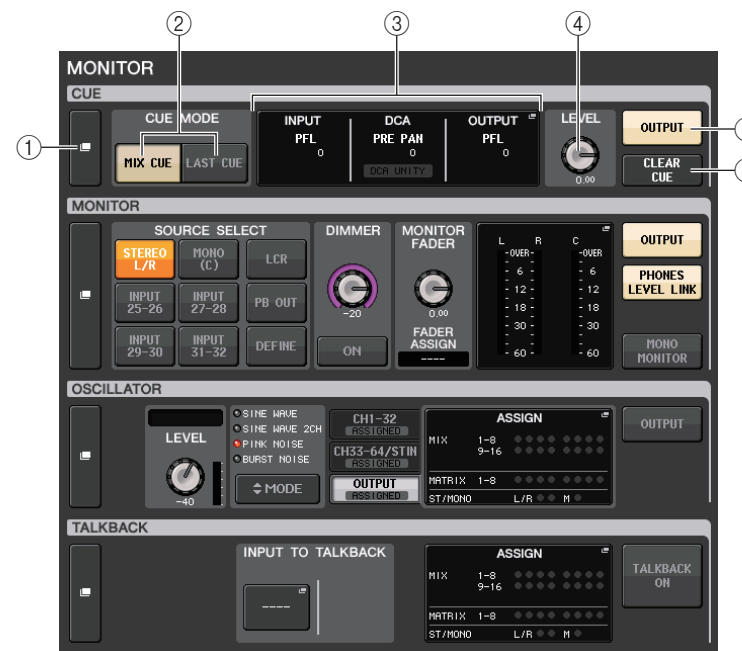 ② ③ ④
MONITOR
CUE
①
CUE MODE
MIX CUE LAST CUE
INPUT DCA OUTPUT
PFL PRE PAN PFL
0 0 0
DCA UNITY
LEVEL
0.00
OUTPUT
CLEAR
CUE
MONITOR
SOURCE SELECT
STEREO
L/R
MONO
(C)
LCR
INPUT
25-26
INPUT
27-28
PB OUT
INPUT
29-30
INPUT
31-32
DEFINE
DIMMER
-20
ON
MONITOR
FADER
0.00
FADER
ASSIGN
----
L R C
-OVER- -OVER
- 6 - - 6
- 12 - - 12
- 18 - - 18
- 30 - - 30
- 60 - - 60
OUTPUT
PHONES
LEVEL LINK
MONO
MONITOR
OSCILLATOR
LEVEL
-40
SINE WAVE
SINE WAVE 2CH
PINK NOISE
BURST NOISE
MODE
CH1-32
ASSIGNED
CH33-64/STIN
ASSIGNED
OUTPUT
ASSIGNED
ASSIGN
MIX 1-8
9-16
MATRIX 1-8
ST/MONO L/R M
OUTPUT
TALKBACK
INPUT TO TALKBACK
----
ASSIGN
MIX 1-8
9-16
MATRIX 1-8
ST/MONO L/R M
TALKBACK
ON